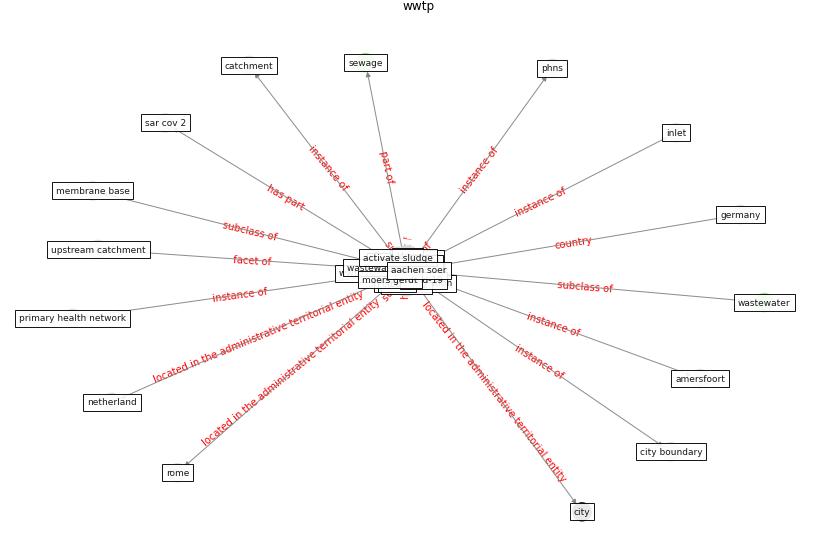 wwtp
catchment
sewage
phns
sar cov 2
inlet
part of
instance of
instance of
membrane base
has part
instance of
germany
subclass of
country
upstream catchment
facet of
activate sludge
aachen soer
moers gerdt
subclass of
wastewater
primary health network
instance of
located in the administrative territorial entity
located in the administrative territorial entity
located in the administrative territorial entity
instance of
instance of
amersfoort
netherland
city boundary
rome
city